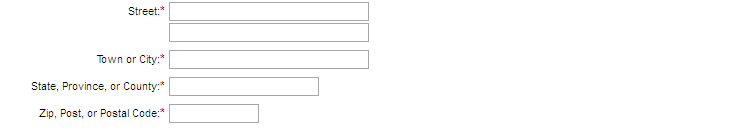 Street:*
Town or City:*
State, Province, or County:*
Zip, Post, or Postal Code:*